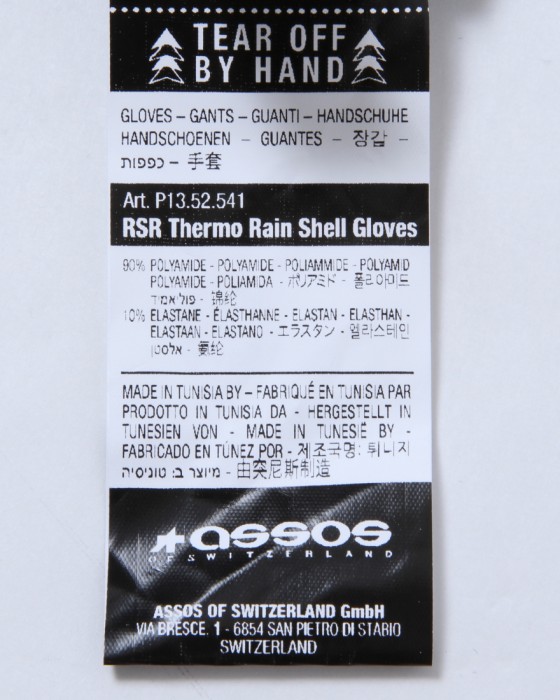 TEAR OFF
BY HAND
GLOVES – GANTS – GUANTI – HANDSCHUHE
HANDSCHOENEN – GUANTES – 장갑 –
כפפות – 手套
Art. P13.52.541
RSR Thermo Rain Shell Gloves
90% POLYAMIDE - POLYAMIDE - POLIAMMIDE - POLYAMID
POLYAMIDE - POLIAMIDA - ポリアミド - 폴리아미드
פוליאמיד - 锦纶
10% ELASTANE - ÉLASTHANNE - ELASTAN - ELASTHAN -
ELASTAAN - ELASTANO - エラスタン - 엘라스테인
אלסטן - 氨纶
MADE IN TUNISIA BY – FABRIQUÉ EN TUNISIA PAR
PRODOTTO IN TUNISIA DA - HERGESTELLT IN
TUNESIEN VON - MADE IN TUNESIË BY -
FABRICADO EN TÚNEZ POR - 제조국명: 튀니지
מיוצר ב: טוניסיה - 由突尼斯制造
assos
OF SWITZERLAND
ASSOS OF SWITZERLAND GmbH
VIA BRESCE. 1 - 6854 SAN PIETRO DI STABIO
SWITZERLAND